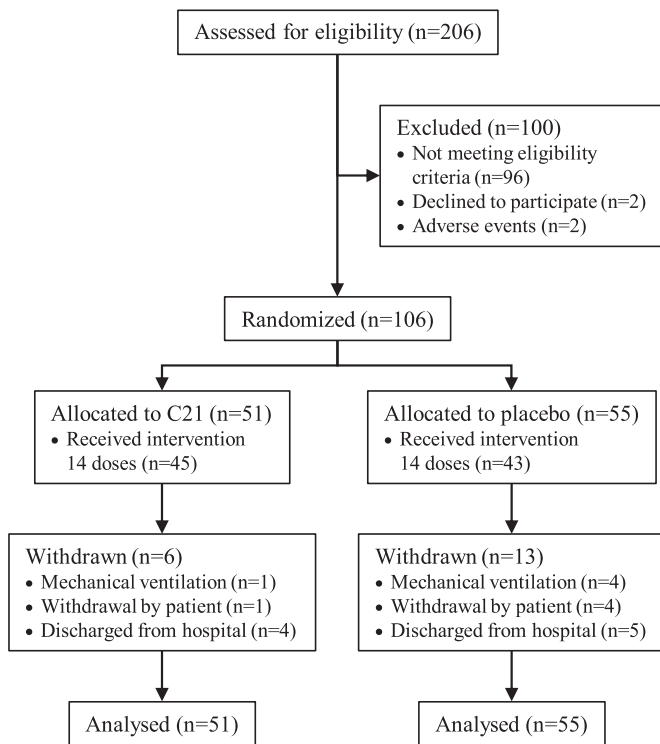 Assessed for eligibility (n=206)
Excluded (n=100)
• Not meeting eligibility
criteria (n=96)
• Declined to participate (n=2)
• Adverse events (n=2)
Randomized (n=106)
Allocated to C21 (n=51)
• Received intervention
14 doses (n=45)
Allocated to placebo (n=55)
• Received intervention
14 doses (n=43)
Withdrawn (n=6)
• Mechanical ventilation (n=1)
• Withdrawal by patient (n=1)
• Discharged from hospital (n=4)
Withdrawn (n=13)
• Mechanical ventilation (n=4)
• Withdrawal by patient (n=4)
• Discharged from hospital (n=5)
Analysed (n=51)
Analysed (n=55)